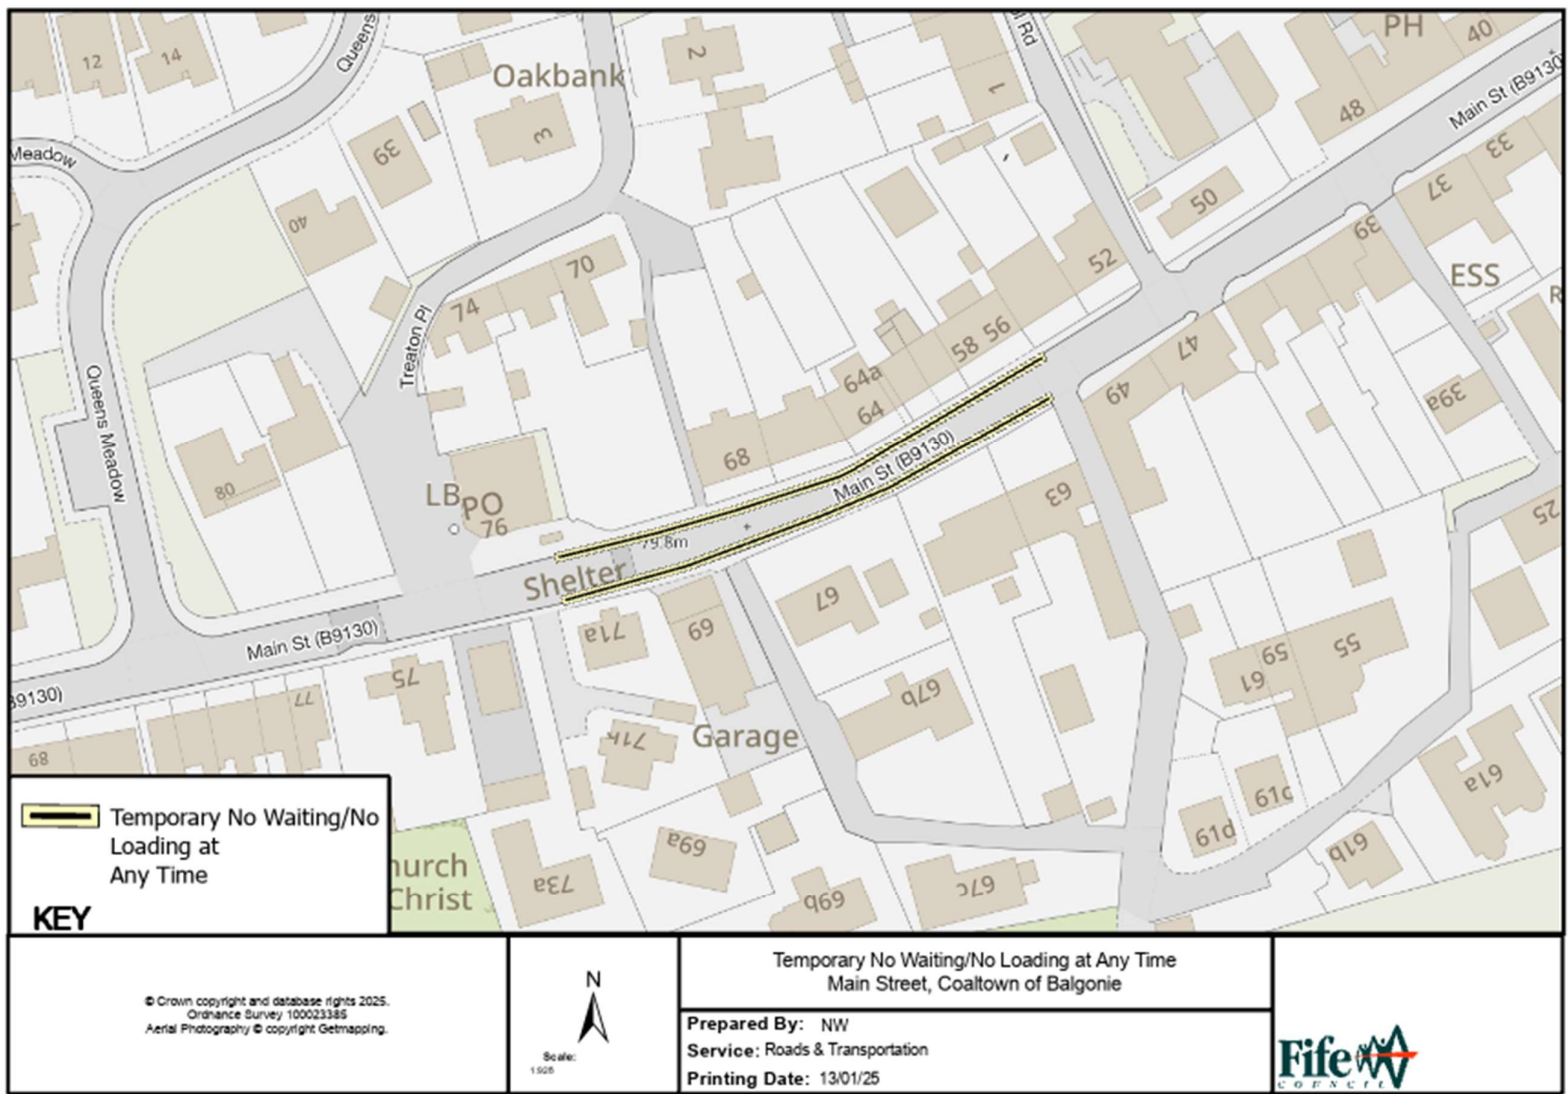 12
14
Queens
Oakbank
2
1
Rd
PH
40
48
Main St (B9130
33
37
Meadow
39
3
40
50
39
52
ESS
R
70
74
Treaton Pl
58 56
64a
64
47
49
39a
Queens Meadow
68
Main St (B9130)
63
25
80
LB
PO
76
79.8m
Shelter
71a
69
67
55
59
61
Main St (B9130)
75
77
67b
B9130)
Garage
89
61a
61c
61d
61b
69a
73a
69b
67c
hurch
Christ
Temporary No Waiting/No
Loading at
Any Time
KEY
© Crown copyright and database rights 2025.
Ordnance Survey 100023385
Aerial Photography © copyright Getmapping.
N
Scale:
Temporary No Waiting/No Loading at Any Time
Main Street, Coaltown of Balgonie
Prepared By: NW
Service: Roads & Transportation
Printing Date: 13/01/25
Fife
COUNCIL